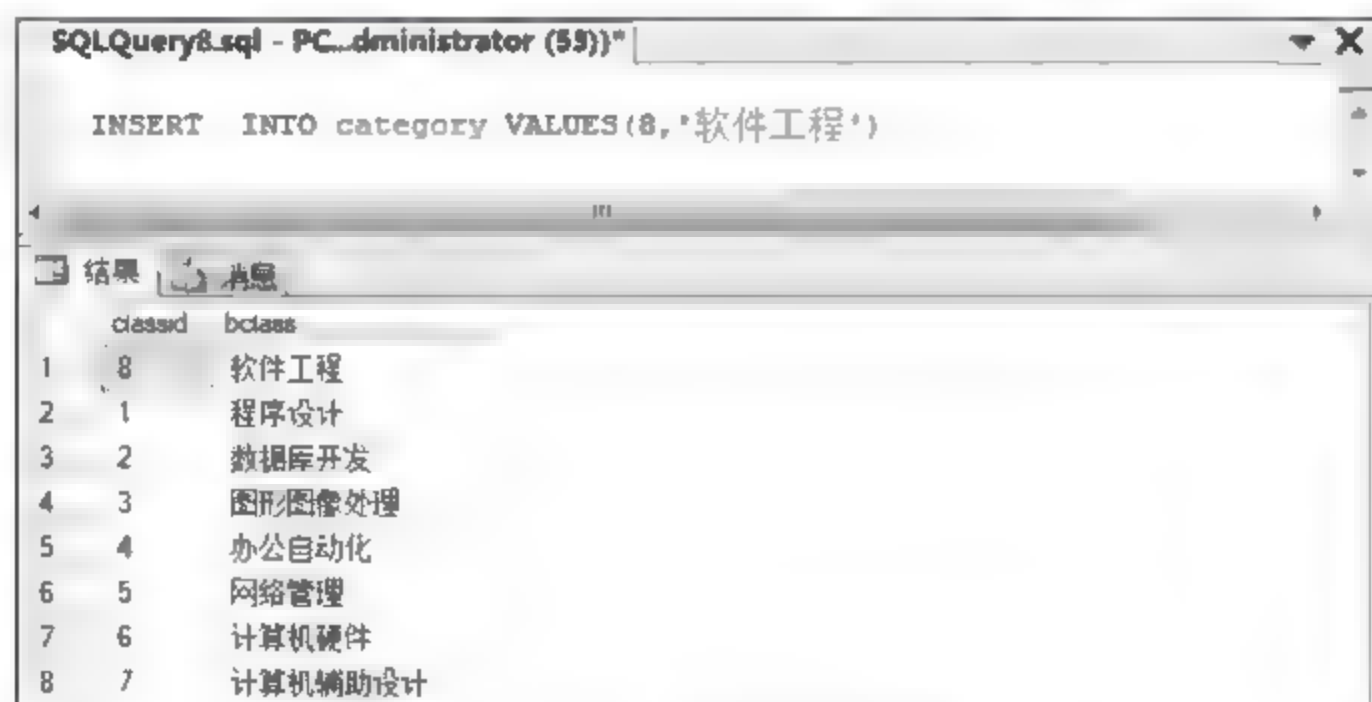 SQLQuery8.sql - PC...dministrator (53))*
INSERT INTO category VALUES(8,'软件工程')
结果 消息
classid bclass
1 8 软件工程
2 1 程序设计
3 2 数据库开发
4 3 图形图像处理
5 4 办公自动化
6 5 网络管理
7 6 计算机硬件
8 7 计算机辅助设计